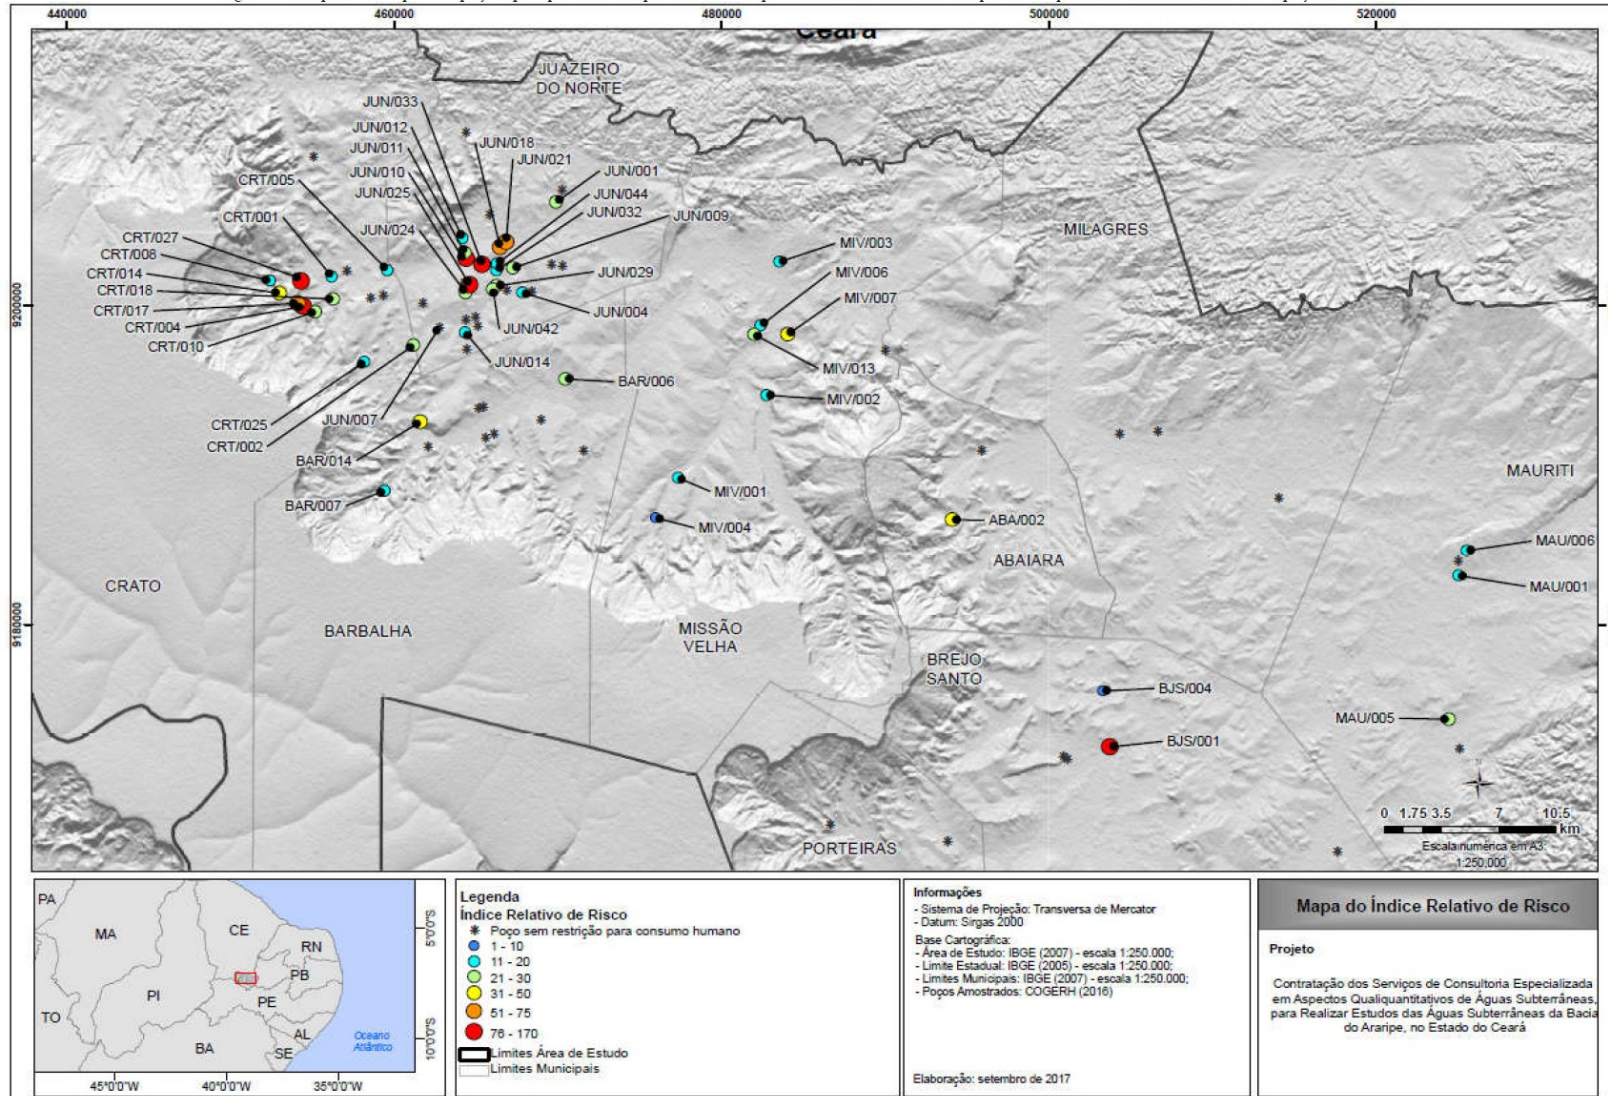 440000
460000
480000
500000
520000
Ceará
JUAZEIRO
DO NORTE
JUN/033
JUN/012
JUN/011
JUN/010
JUN/025
JUN/024
JUN/018
JUN/021
JUN/001
JUN/044
JUN/032
JUN/009
CRT/005
CRT/001
CRT/027
CRT/008
CRT/014
CRT/018
CRT/017
CRT/004
CRT/010
JUN/029
JUN/004
JUN/042
JUN/014
BAR/006
MIV/003
MIV/006
MIV/007
MIV/013
MIV/002
MILAGRES
9200000
CRT/025
CRT/002
JUN/007
BAR/014
BAR/007
MIV/001
MIV/004
ABA/002
ABAIARA
MAURITI
MAU/006
MAU/001
CRATO
BARBALHA
MISSÃO
VELHA
BREJO
SANTO
9180000
BJS/004
BJS/001
MAU/005
PORTEIRAS
0 1.75 3.5 7 10.5
km
Escala numérica em A3:
1:250,000
PA
MA
CE
RN
PB
PI
PE
TO
AL
BA
SE
Oceano
Atlântico
5°0'0"S
10°0'0"S
45°0'0"W
40°0'0"W
35°0'0"W
Legenda
Índice Relativo de Risco
Poço sem restrição para consumo humano
1 - 10
11 - 20
21 - 30
31 - 50
51 - 75
76 - 170
Limites Área de Estudo
Limites Municipais
Informações
- Sistema de Projeção: Transversa de Mercator
- Datum: Sirgas 2000
Base Cartográfica:
- Área de Estudo: IBGE (2007) - escala 1:250.000;
- Limite Estadual: IBGE (2005) - escala 1:250.000;
- Limites Municipais: IBGE (2007) - escala 1:250.000;
- Poços Amostrados: COGERH (2016)
Elaboração: setembro de 2017
Mapa do Índice Relativo de Risco
Projeto
Contratação dos Serviços de Consultoria Especializada
em Aspectos Qualiquantitativos de Águas Subterrâneas,
para Realizar Estudos das Águas Subterrâneas da Bacia
do Araripe, no Estado do Ceará